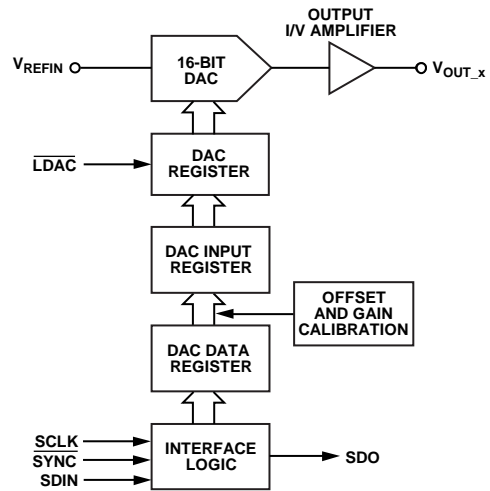 OUTPUT
I/V AMPLIFIER
VREFIN
16-BIT
DAC
VOUT_x
LDAC
DAC
REGISTER
DAC INPUT
REGISTER
OFFSET
AND GAIN
CALIBRATION
DAC DATA
REGISTER
SCLK
SYNC
SDIN
INTERFACE
LOGIC
SDO